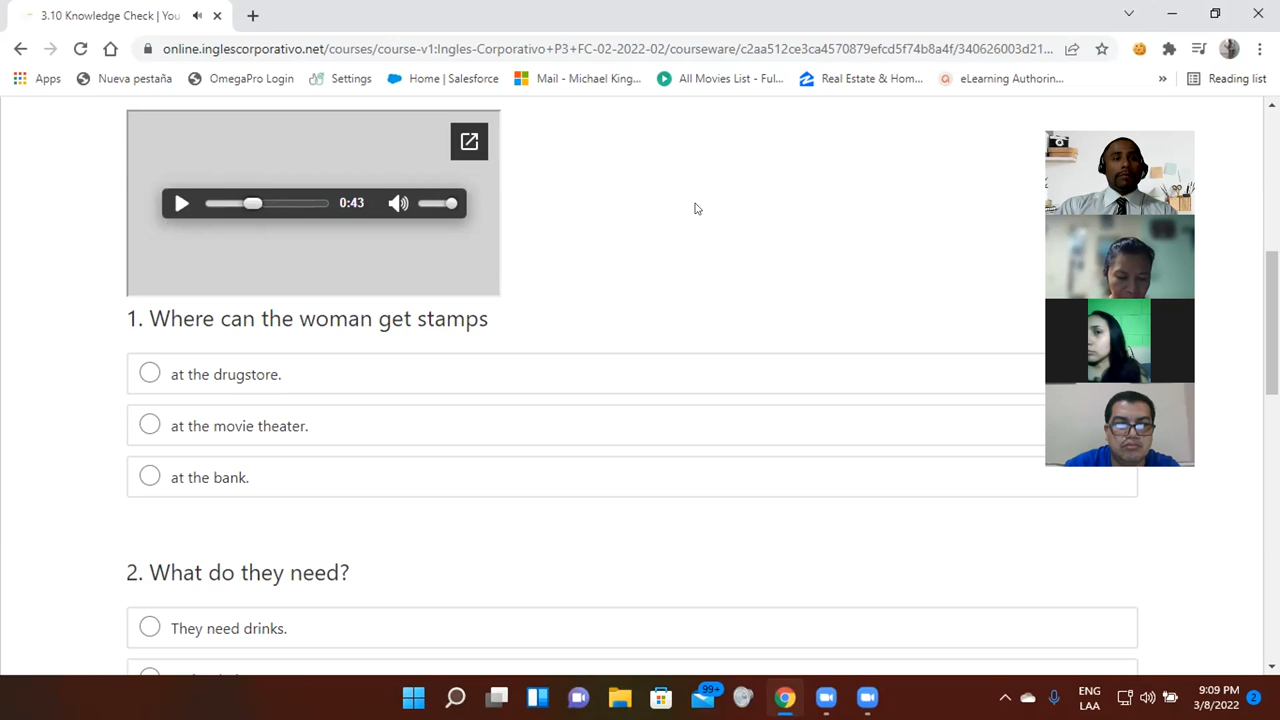 3.10 Knowledge Check | You
online.inglescorporativo.net/courses/course-v1:Ingles-Corporativo+P3+FC-02-2022-02/courseware/c2aa512ce3ca4570879efcd5f74b8a4f/340626003d21...
Apps
Nueva pestaña
OmegaPro Login
Settings
Home | Salesforce
Mail - Michael King...
All Movies List - Ful...
Real Estate & Hom...
eLearning Authorin...
»
Reading list
0:43
1. Where can the woman get stamps
at the drugstore.
at the movie theater.
at the bank.
2. What do they need?
They need drinks.
99+
ENG
LAA
9:09 PM
3/8/2022
2